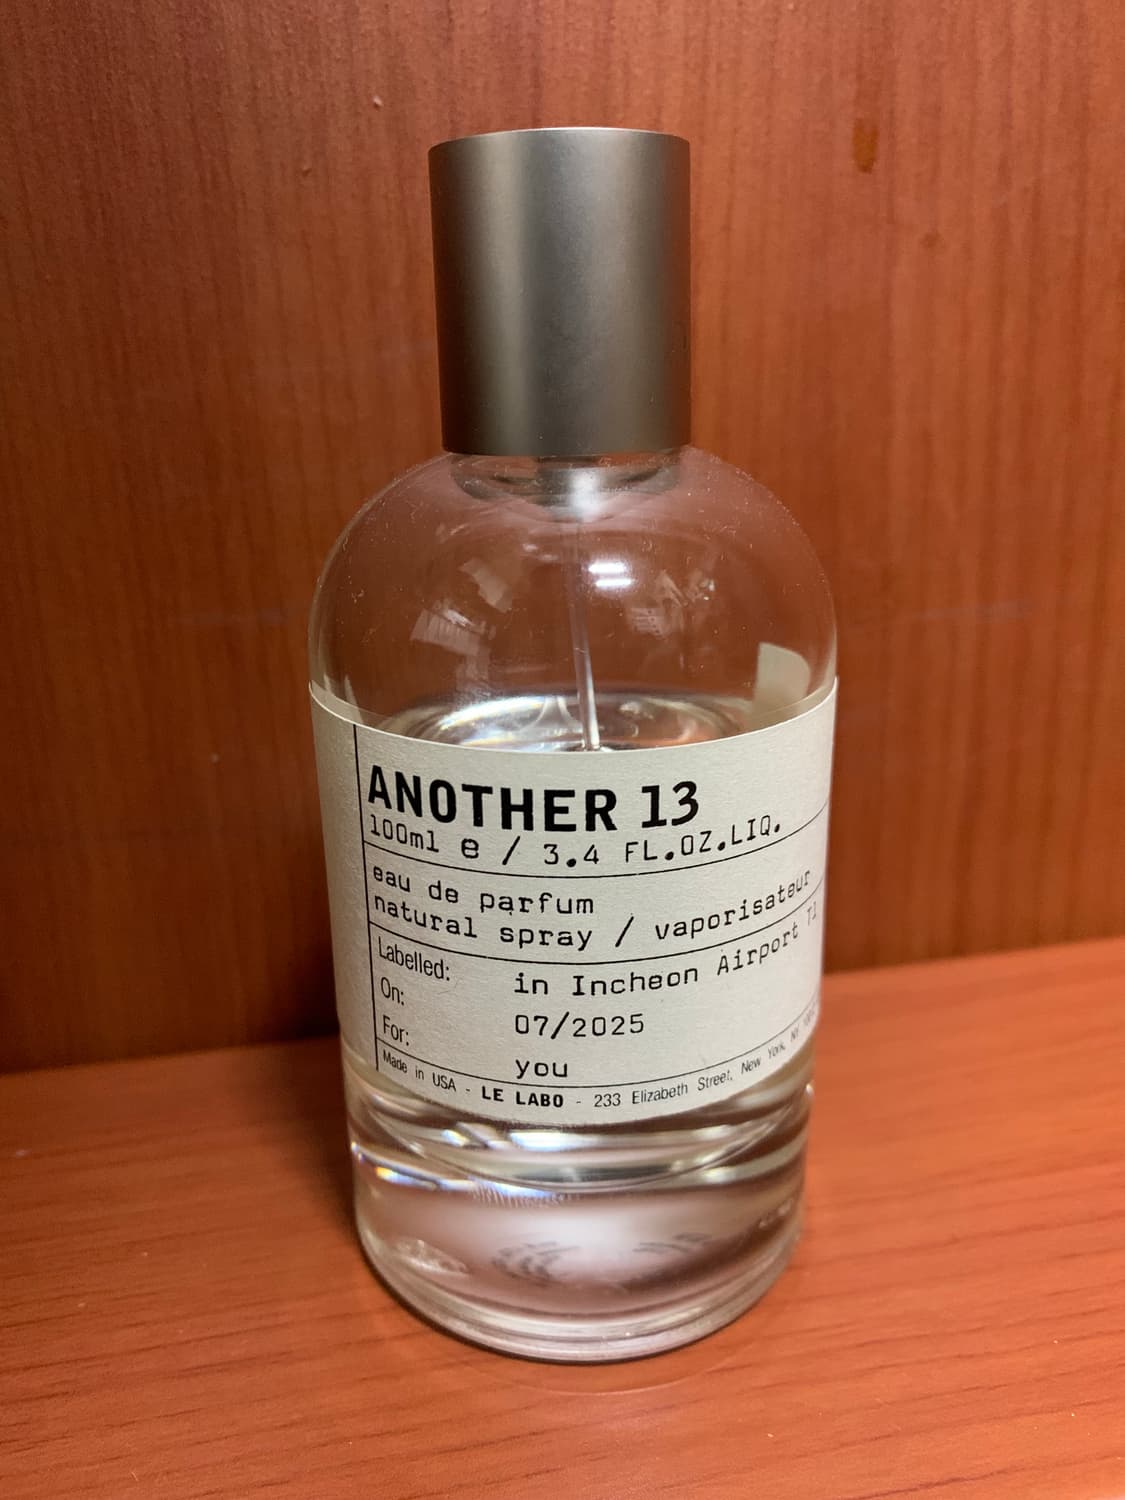 ANOTHER 13
100ml e / 3.4 FL.OZ.LIQ.
eau de parfum
natural spray / vaporisateur
Labelled: in Incheon Airport T1
On: 07/2025
For: you
Made in USA - LE LABO - 233 Elizabeth Street, New York, NY